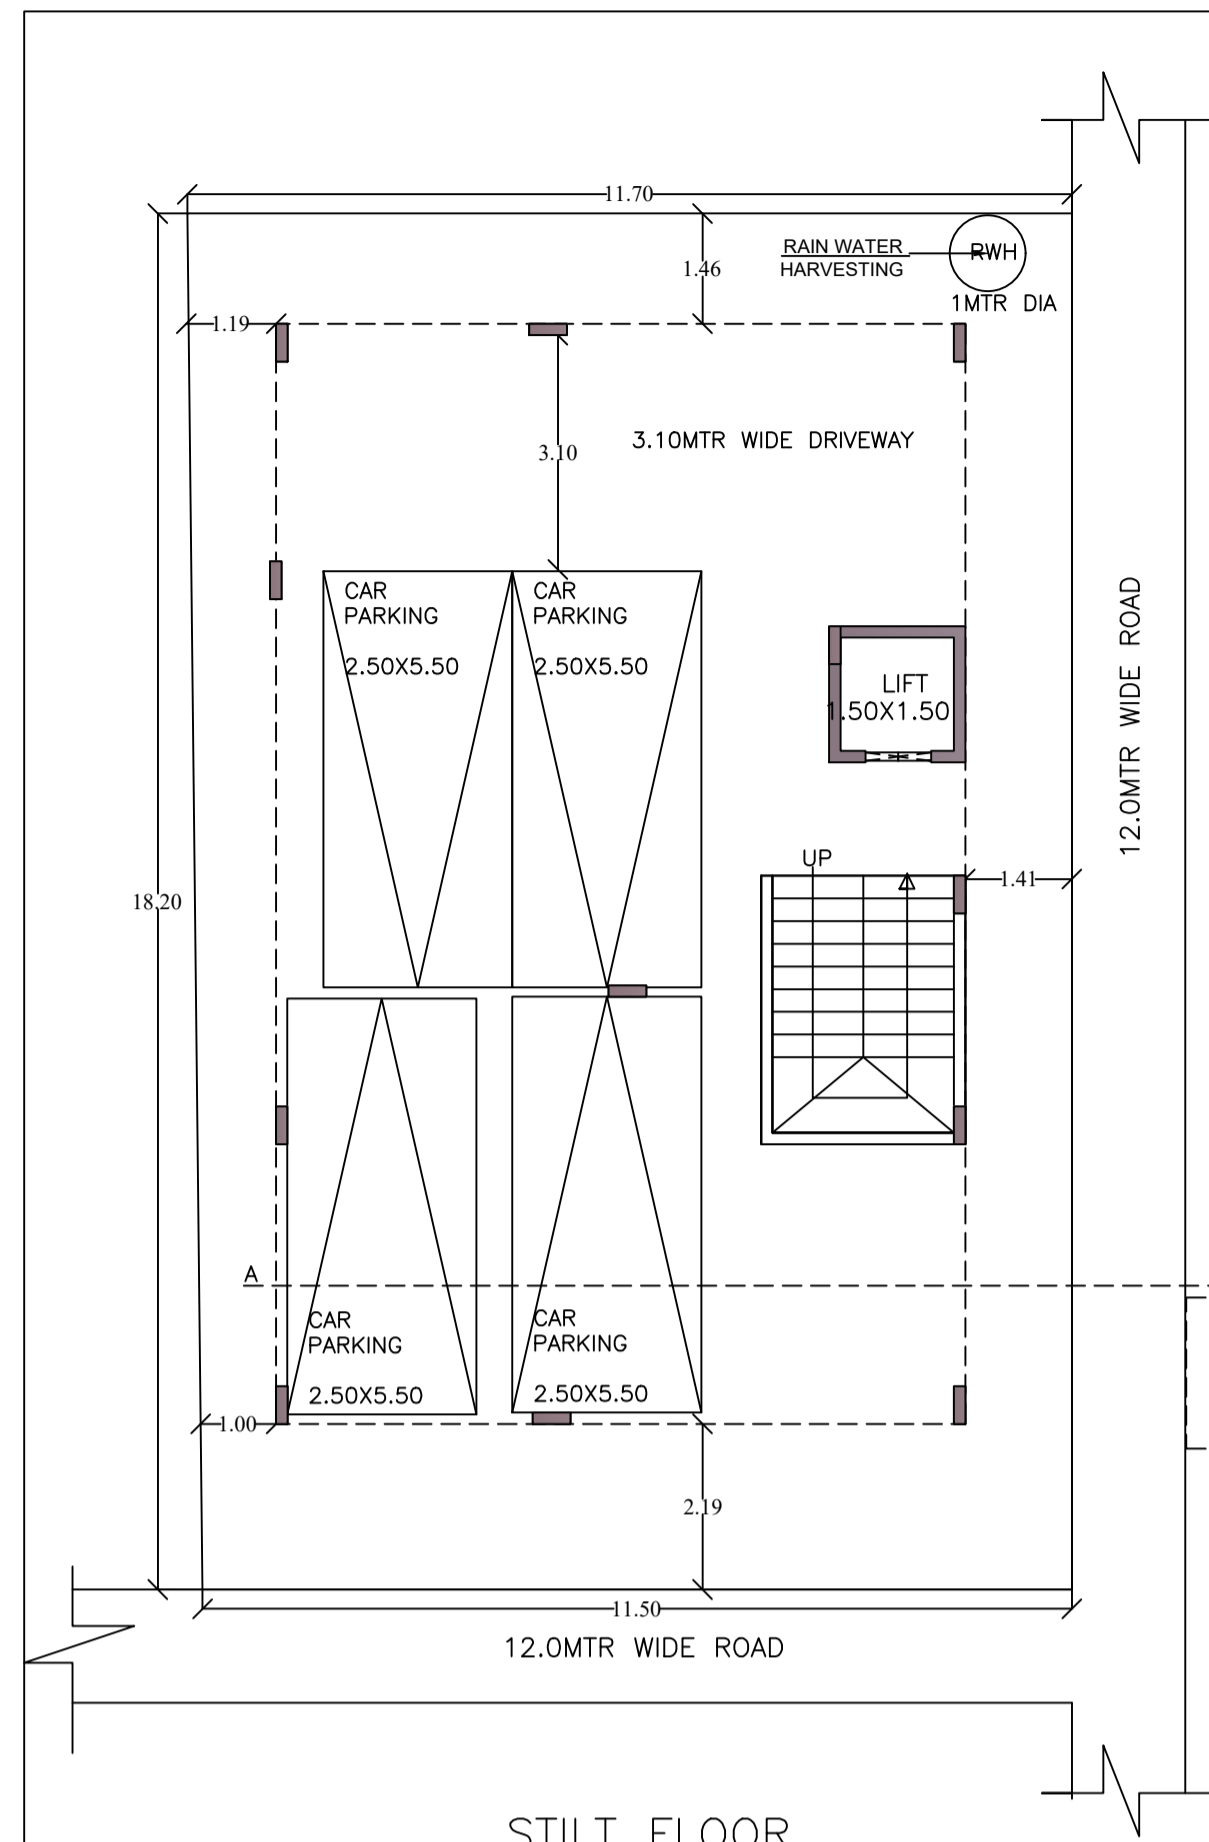 11.70
1.46
RAIN WATER
HARVESTING
RWH
1MTR DIA
1.19
3.10MTR WIDE DRIVEWAY
3.10
CAR
PARKING
2.50X5.50
CAR
PARKING
2.50X5.50
LIFT
1.50X1.50
12.0MTR WIDE ROAD
UP
1.41
18.20
A
CAR
PARKING
2.50X5.50
CAR
PARKING
2.50X5.50
1.00
2.19
11.50
12.0MTR WIDE ROAD
STILT FLOOR